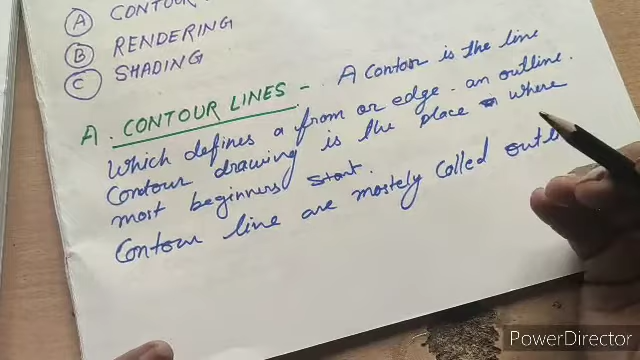 A CONTOUR
B RENDERING
C SHADING
A. CONTOUR LINES - A Contour is the line
Which defines a from or edge - an outline.
Contour drawing is the place where
most beginners start.
Contour line are mostely called outl
PowerDirector